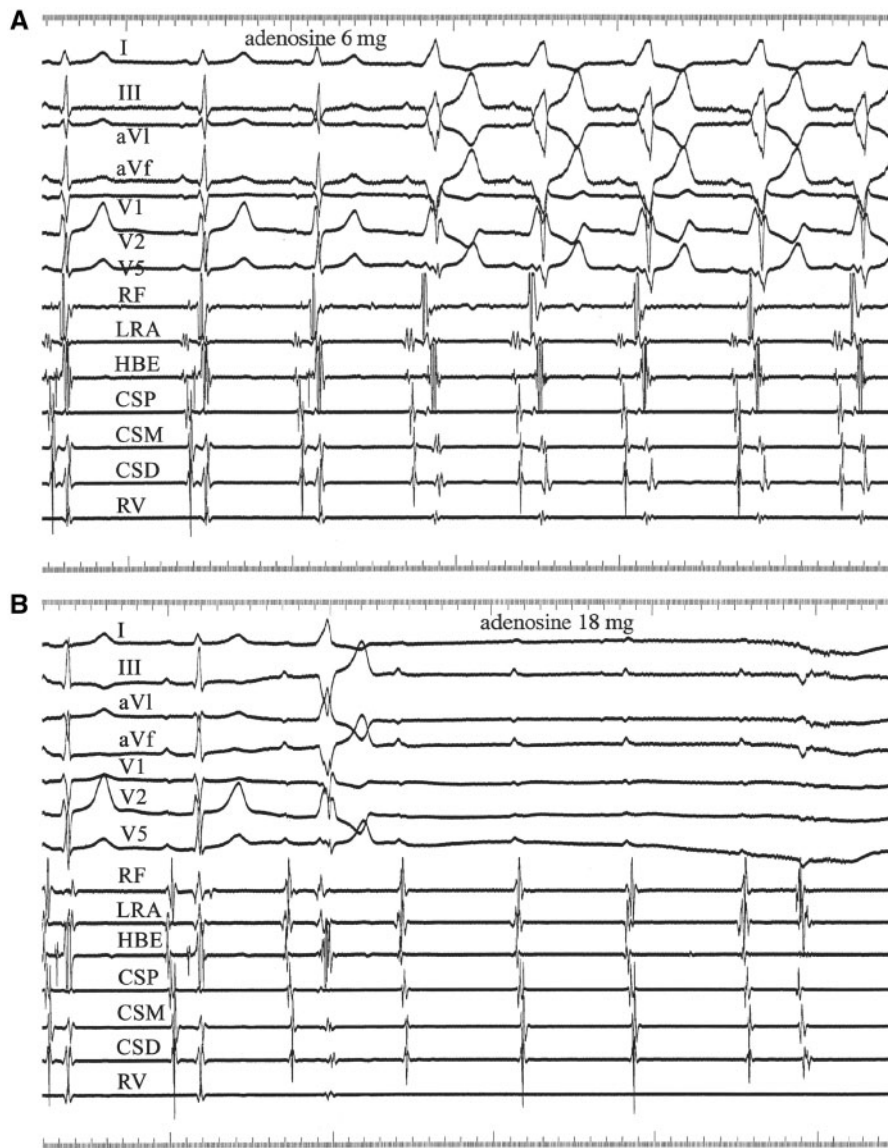 A
adenosine 6 mg
I
III
aVl
aVf
V1
V2
V5
RF
LRA
HBE
CSP
CSM
CSD
RV
B
adenosine 18 mg
I
III
aVl
aVf
V1
V2
V5
RF
LRA
HBE
CSP
CSM
CSD
RV